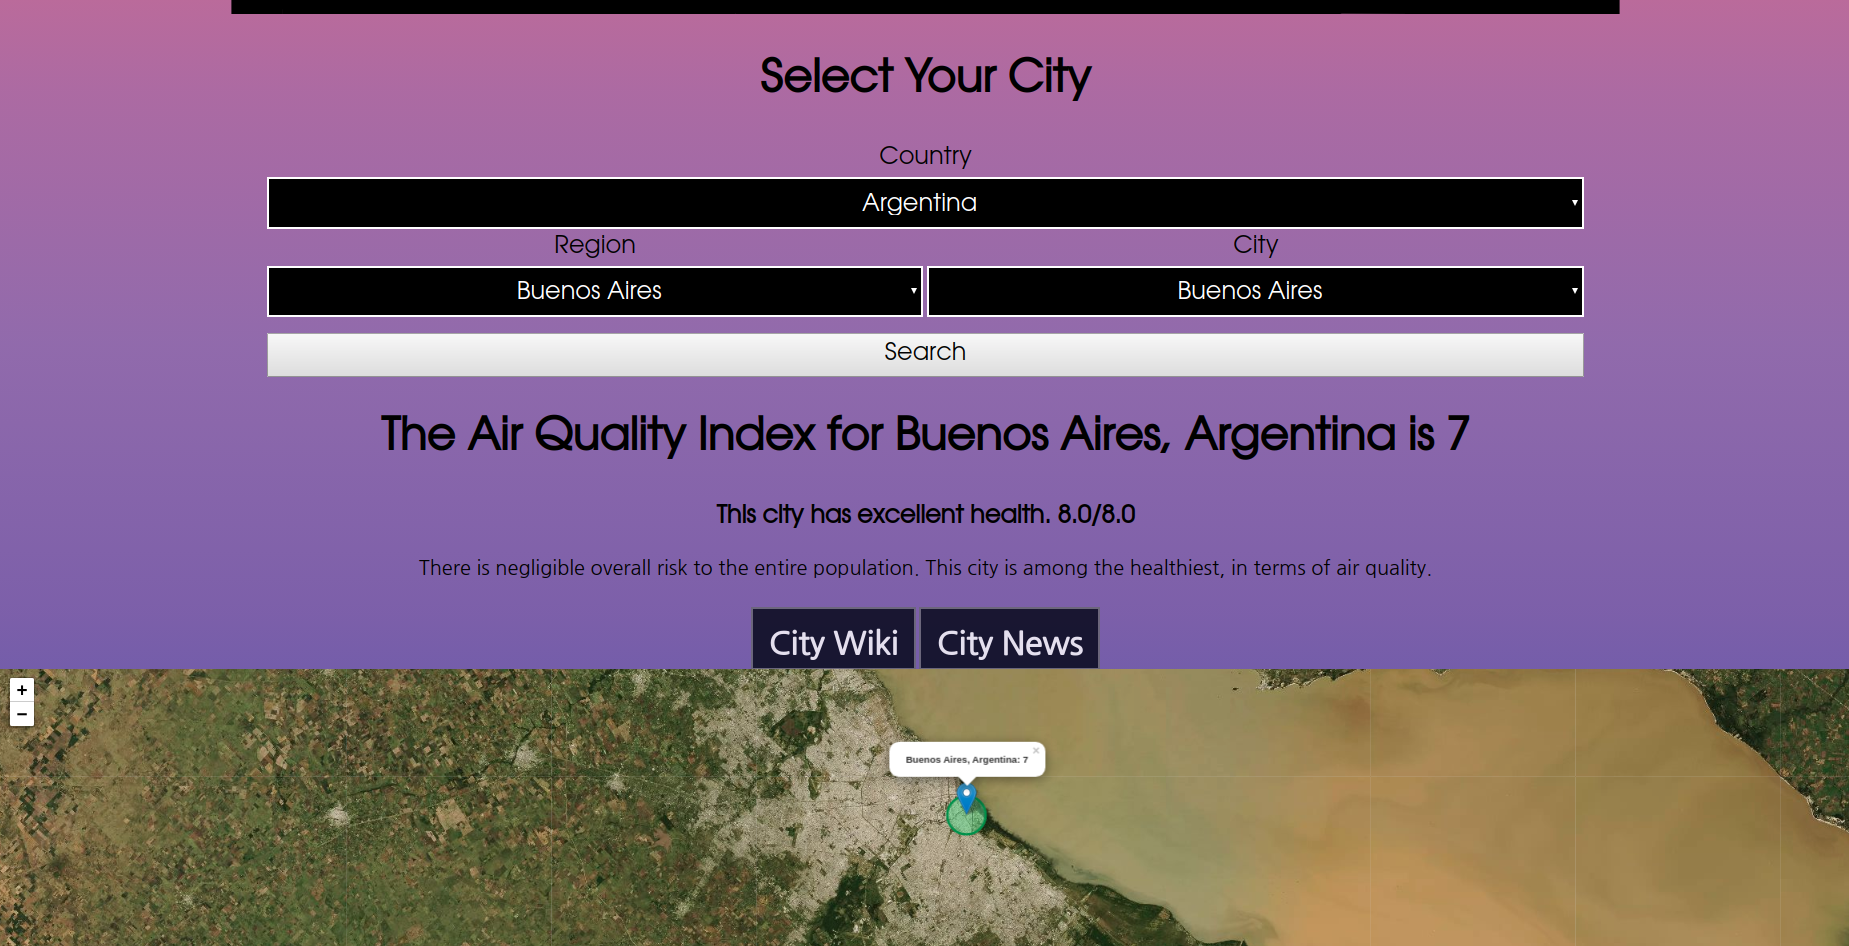 Select Your City
Country
Argentina
Region
City
Buenos Aires
Buenos Aires
Search
The Air Quality Index for Buenos Aires, Argentina is 7
This city has excellent health. 8.0/8.0
There is negligible overall risk to the entire population. This city is among the healthiest, in terms of air quality.
City Wiki
City News
+
−
Buenos Aires, Argentina: 7
×